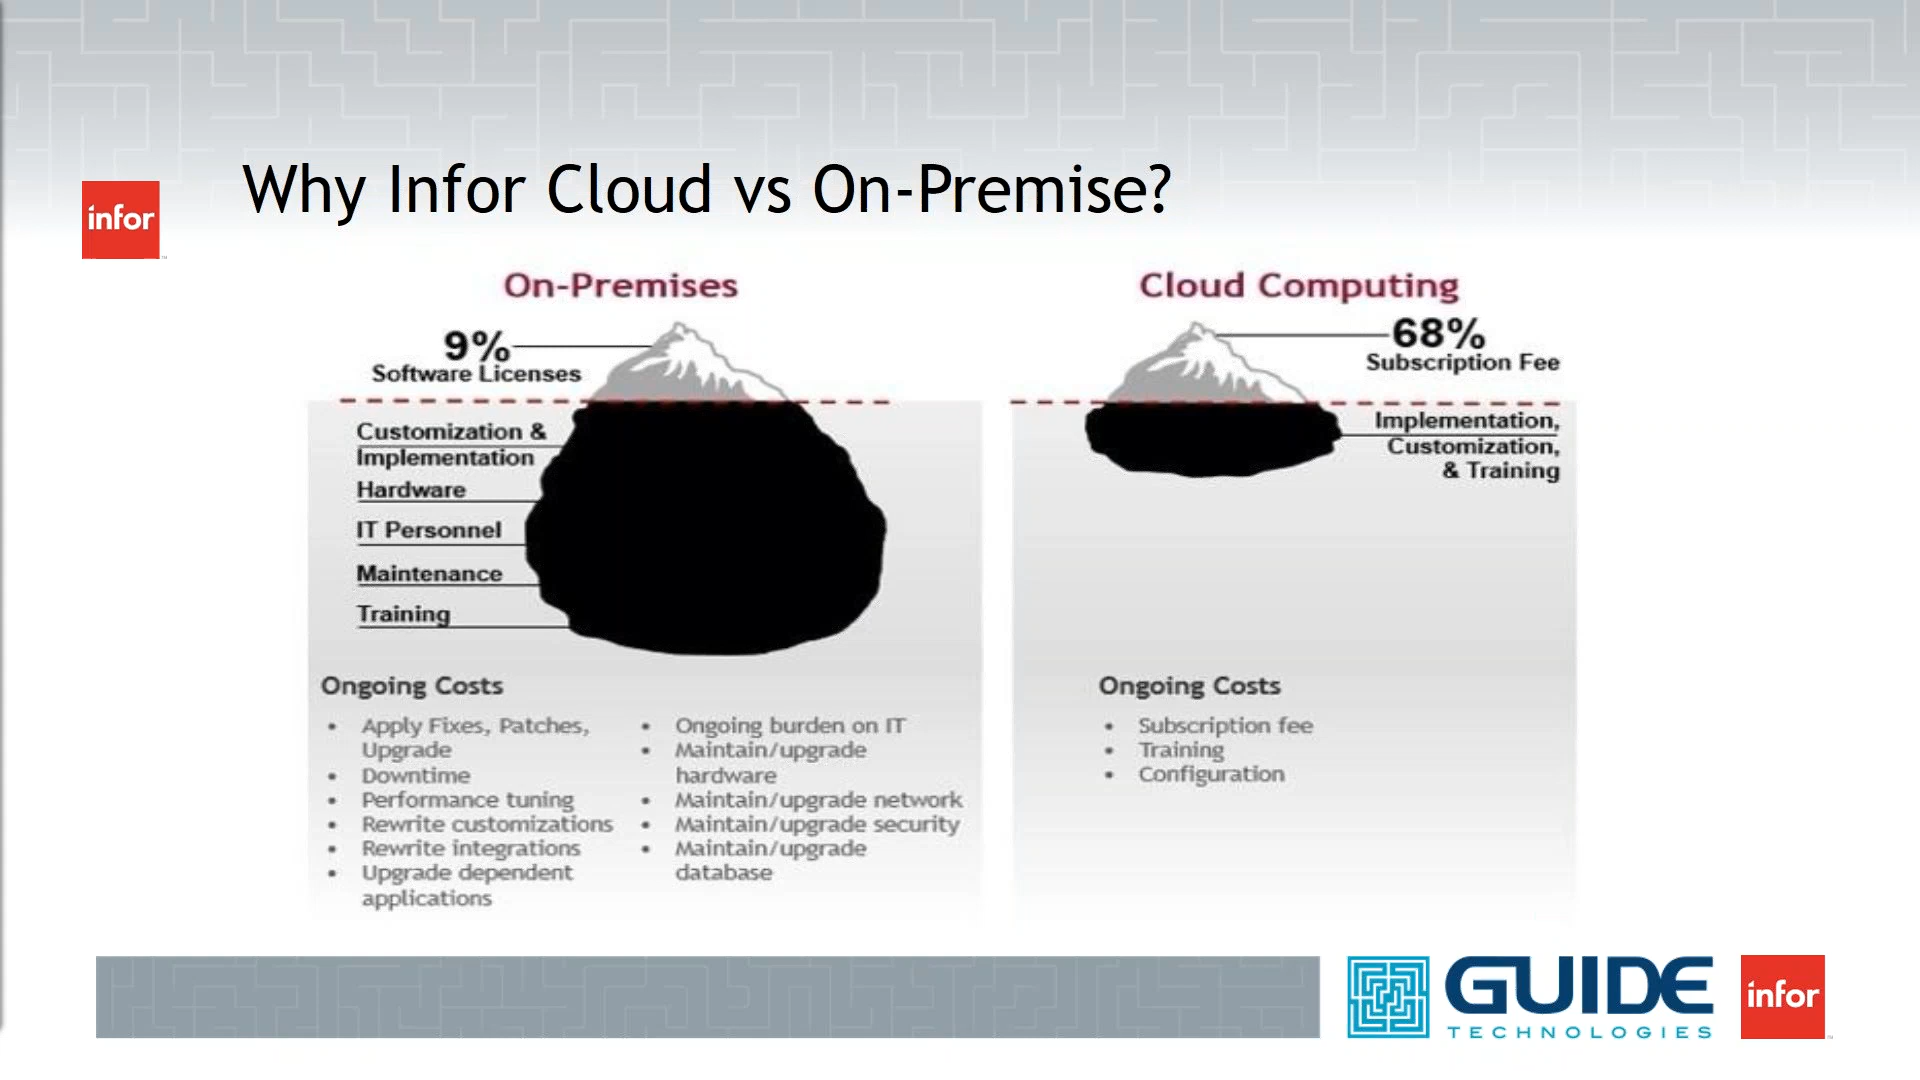 Why Infor Cloud vs On-Premise?
infor
On-Premises
9%
Software Licenses
Customization &
Implementation
Hardware
IT Personnel
Maintenance
Training
Ongoing Costs
• Apply Fixes, Patches,
Upgrade
• Downtime
• Performance tuning
• Rewrite customizations
• Rewrite integrations
• Upgrade dependent
applications
• Ongoing burden on IT
• Maintain/upgrade
hardware
• Maintain/upgrade network
• Maintain/upgrade security
• Maintain/upgrade
database
Cloud Computing
68%
Subscription Fee
Implementation,
Customization,
& Training
Ongoing Costs
• Subscription fee
• Training
• Configuration
GUIDE
TECHNOLOGIES
infor